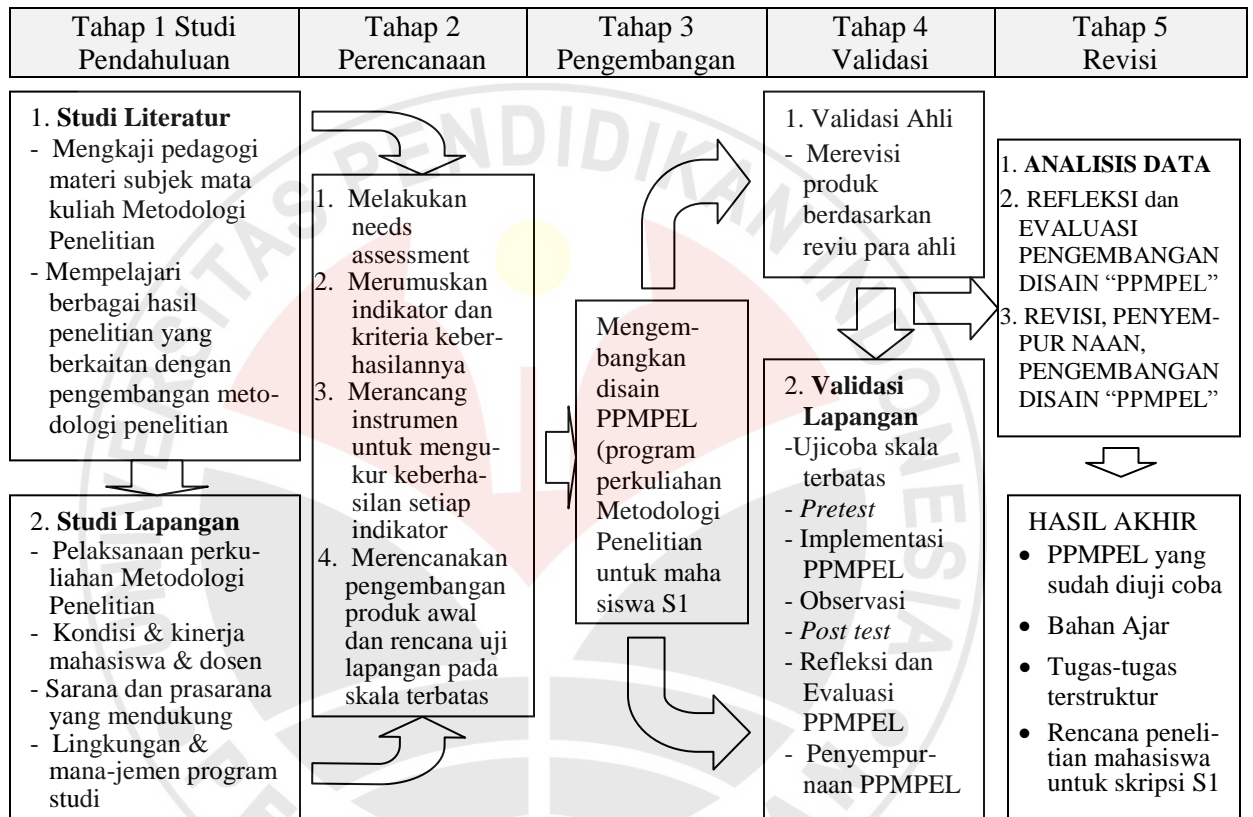 Tahap 1 Studi
Pendahuluan
Tahap 2
Perencanaan
Tahap 3
Pengembangan
Tahap 4
Validasi
Tahap 5
Revisi
1. Studi Literatur
- Mengkaji pedagogi
materi subjek mata
kuliah Metodologi
Penelitian
- Mempelajari
berbagai hasil
penelitian yang
berkaitan dengan
pengembangan meto-
dologi penelitian
2. Studi Lapangan
- Pelaksanaan perku-
liahan Metodologi
Penelitian
- Kondisi & kinerja
mahasiswa & dosen
- Sarana dan prasarana
yang mendukung
- Lingkungan &
mana-jemen program
studi
1. Melakukan
needs
assessment
2. Merumuskan
indikator dan
kriteria keber-
hasilannya
3. Merancang
instrumen
untuk mengu-
kur keberha-
silan setiap
indikator
4. Merencanakan
pengembangan
produk awal
dan rencana uji
lapangan pada
skala terbatas
Mengem-
bangkan
disain
PPMPEL
(program
perkuliahan
Metodologi
Penelitian
untuk maha
siswa S1
1. Validasi Ahli
- Merevisi
produk
berdasarkan
reviu para ahli
2. Validasi
Lapangan
-Ujicoba skala
terbatas
- Pretest
- Implementasi
PPMPEL
- Observasi
- Post test
- Refleksi dan
Evaluasi
PPMPEL
- Penyempur-
naan PPMPEL
1. ANALISIS DATA
2. REFLEKSI dan
EVALUASI
PENGEMBANGAN
DISAIN “PPMPEL”
3. REVISI, PENYEM-
PUR NAAN,
PENGEMBANGAN
DISAIN “PPMPEL”
HASIL AKHIR
• PPMPEL yang
sudah diuji coba
• Bahan Ajar
• Tugas-tugas
terstruktur
• Rencana peneli-
tian mahasiswa
untuk skripsi S1